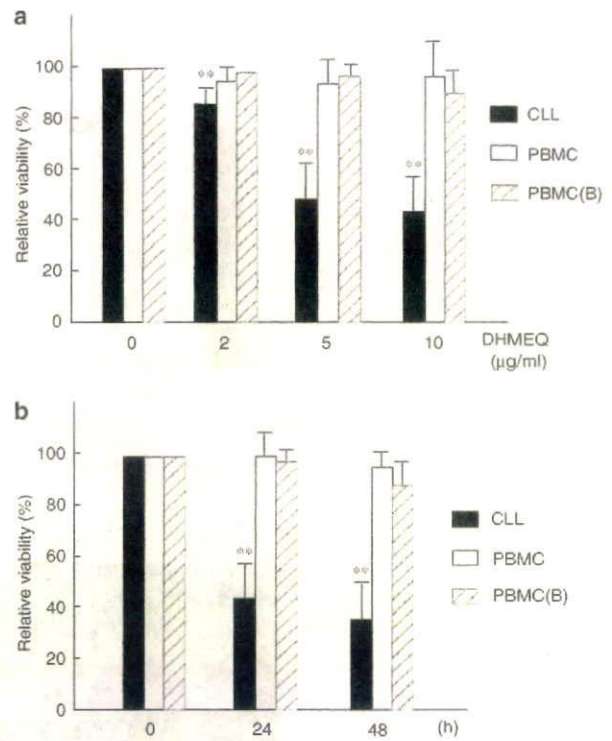 a
Relative viability (%)
100
80
60
40
20
0
**
**
**
0 2 5 10
DHMEQ
(μg/ml)
CLL
PBMC
PBMC(B)
b
Relative viability (%)
100
80
60
40
20
0
**
**
0 24 48 (h)
CLL
PBMC
PBMC(B)